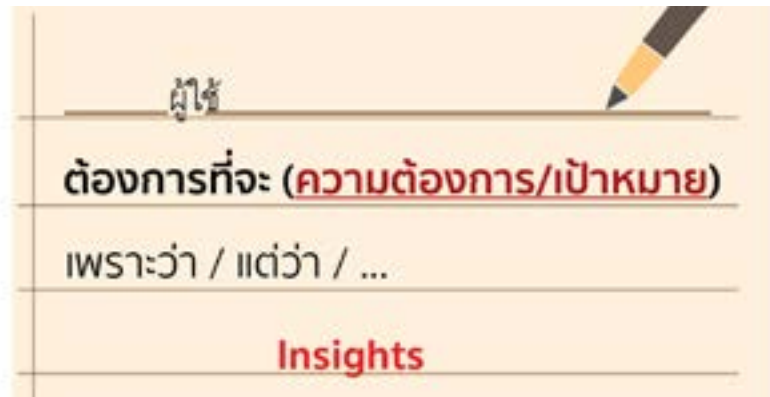 ผู้ใช้
ต้องการที่จะ (ความต้องการ/เป้าหมาย)
เพราะว่า / แต่ว่า / ...
Insights